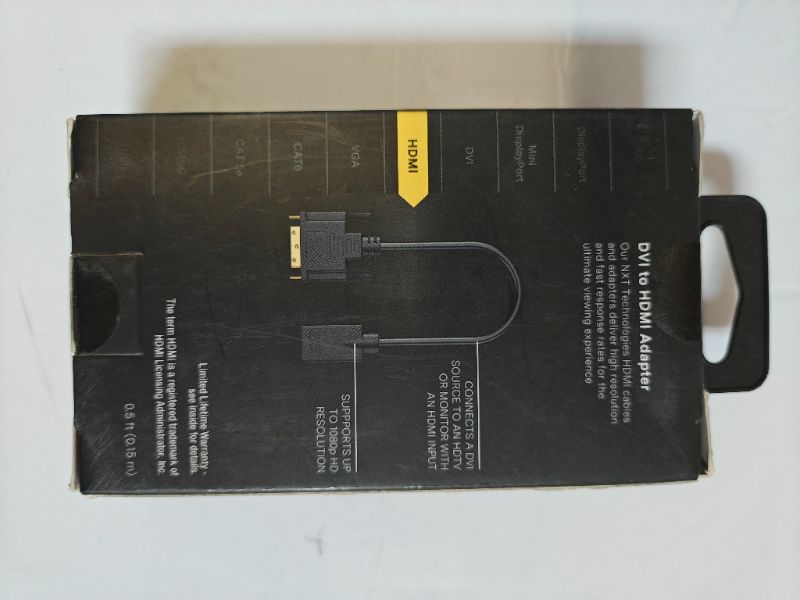 DVI to HDMI Adapter
Our NXT Technologies HDMI cables
and adapters deliver high resolution
and fast response rates for the
ultimate viewing experience
DisplayPort
Mini
DisplayPort
DVI
HDMI
VGA
CAT6
CONNECTS A DVI
SOURCE TO AN HDTV
OR MONITOR WITH
AN HDMI INPUT
SUPPORTS UP
TO 1080p HD
RESOLUTION
Limited Lifetime Warranty -
see inside for details.
The term HDMI is a registered trademark of
HDMI Licensing Administrator, Inc.
0.5 ft (0.15 m)